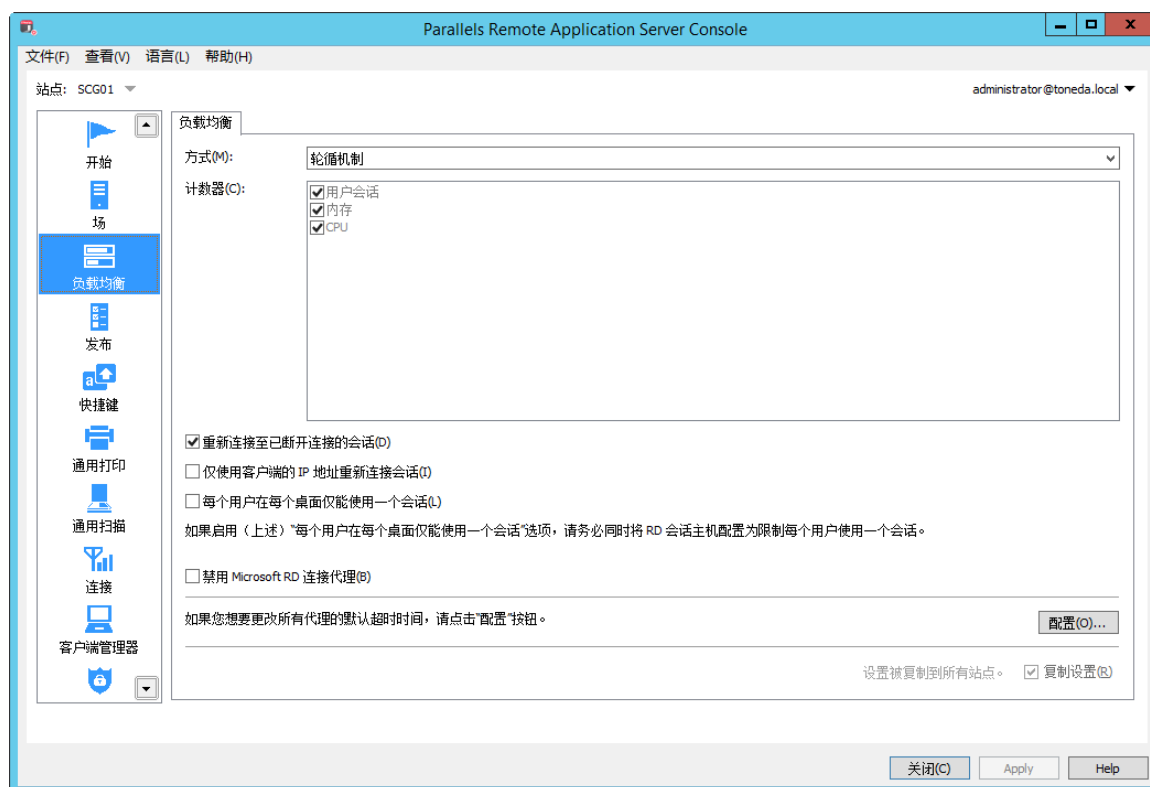 Parallels Remote Application Server Console
文件(F) 查看(V) 语言(L) 帮助(H)
站点: SCG01
administrator@toneda.local
开始
场
负载均衡
发布
快捷键
通用打印
通用扫描
连接
客户端管理器
负载均衡
方式(M):
轮循机制
计数器(C):
用户会话
内存
CPU
重新连接至已断开连接的会话(D)
仅使用客户端的 IP 地址重新连接会话(I)
每个用户在每个桌面仅能使用一个会话(L)
如果启用（上述）“每个用户在每个桌面仅能使用一个会话”选项，请务必同时将 RD 会话主机配置为限制每个用户使用一个会话。
禁用 Microsoft RD 连接代理(B)
如果您想要更改所有代理的默认超时时间，请点击“配置”按钮。
配置(O)...
设置被复制到所有站点。
复制设置(R)
关闭(C)
Apply
Help